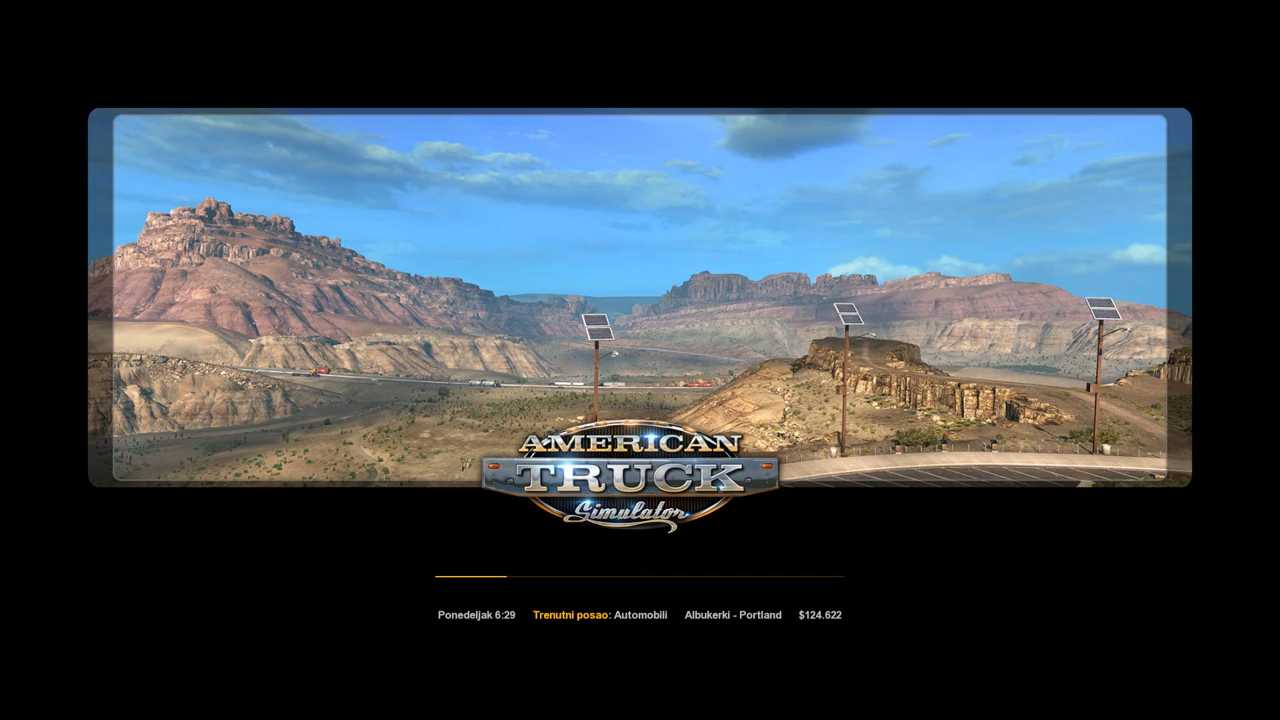 AMERICAN
TRUCK
Simulator
Ponedeljak 6:29 Trenutni posao: Automobili Albukerki - Portland $124.622